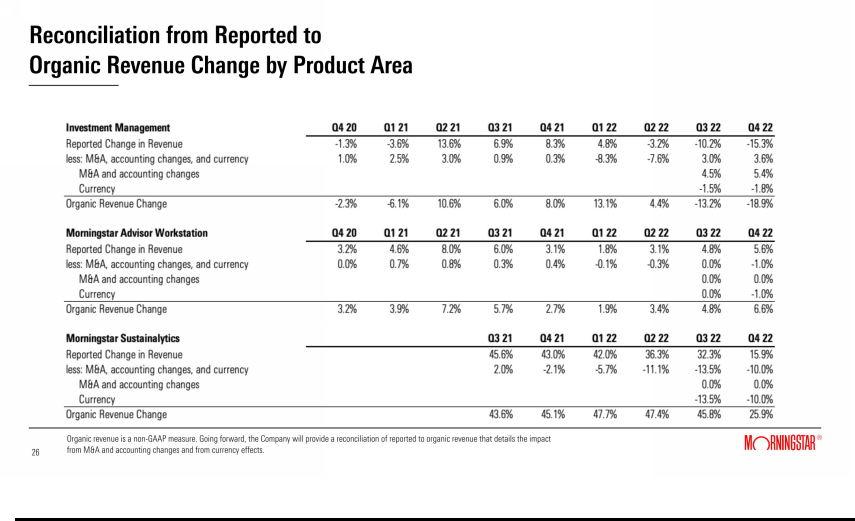 Reconciliation from Reported to
Organic Revenue Change by Product Area
Investment Management Q4 20 Q1 21 Q2 21 Q3 21 Q4 21 Q1 22 Q2 22 Q3 22 Q4 22
Reported Change in Revenue -1.3% -3.6% 13.6% 6.9% 8.3% 4.8% -3.2% -10.2% -15.3%
less: M&A, accounting changes, and currency 1.0% 2.5% 3.0% 0.9% 0.3% -8.3% -7.6% 3.0% 3.6%
M&A and accounting changes 4.5% 5.4%
Currency -1.5% -1.8%
Organic Revenue Change -2.3% -6.1% 10.6% 6.0% 8.0% 13.1% 4.4% -13.2% -18.9%
Morningstar Advisor Workstation Q4 20 Q1 21 Q2 21 Q3 21 Q4 21 Q1 22 Q2 22 Q3 22 Q4 22
Reported Change in Revenue 3.2% 4.6% 8.0% 6.0% 3.1% 1.8% 3.1% 4.8% 5.6%
less: M&A, accounting changes, and currency 0.0% 0.7% 0.8% 0.3% 0.4% -0.1% -0.3% 0.0% -1.0%
M&A and accounting changes 0.0% 0.0%
Currency 0.0% -1.0%
Organic Revenue Change 3.2% 3.9% 7.2% 5.7% 2.7% 1.9% 3.4% 4.8% 6.6%
Morningstar Sustainalytics Q3 21 Q4 21 Q1 22 Q2 22 Q3 22 Q4 22
Reported Change in Revenue 45.6% 43.0% 42.0% 36.3% 32.3% 15.9%
less: M&A, accounting changes, and currency 2.0% -2.1% -5.7% -11.1% -13.5% -10.0%
M&A and accounting changes 0.0% 0.0%
Currency -13.5% -10.0%
Organic Revenue Change 43.6% 45.1% 47.7% 47.4% 45.8% 25.9%
Organic revenue is a non-GAAP measure. Going forward, the Company will provide a reconciliation of reported to organic revenue that details the impact
from M&A and accounting changes and from currency effects.
26
MORNINGSTAR®